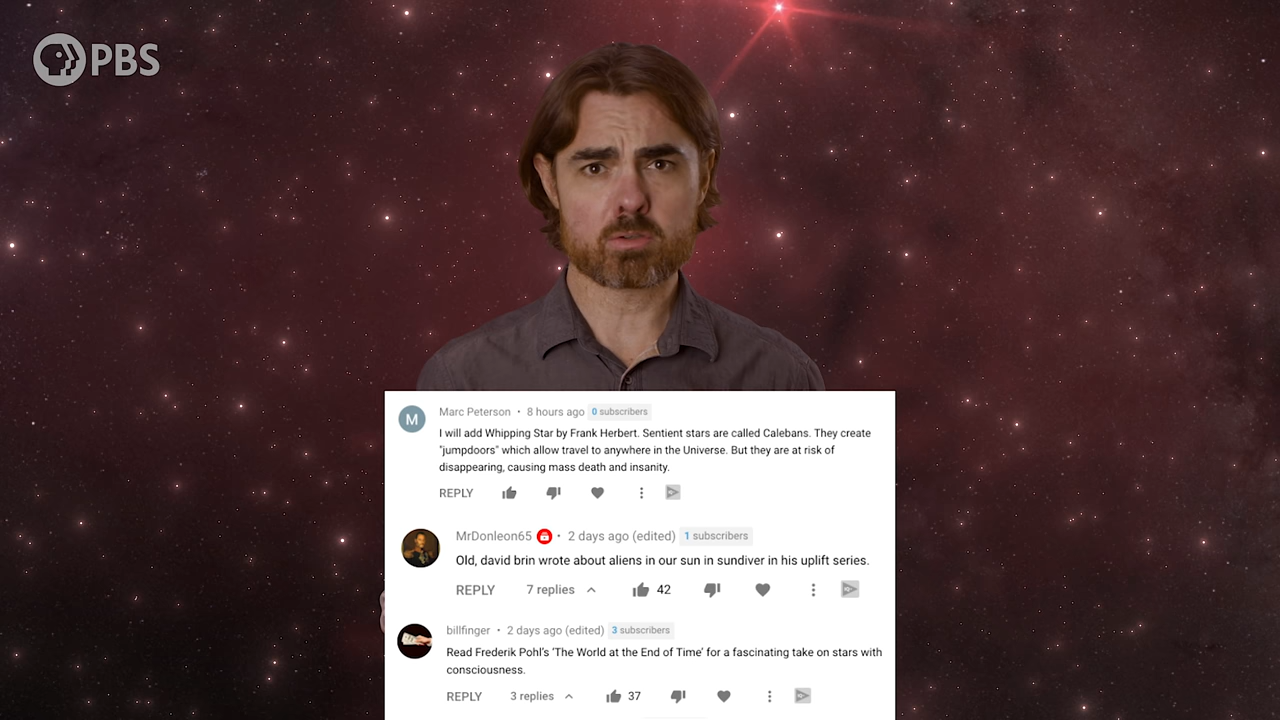 PBS
M
Marc Peterson • 8 hours ago 0 subscribers
I will add Whipping Star by Frank Herbert. Sentient stars are called Calebans. They create
"jumpdoors" which allow travel to anywhere in the Universe. But they are at risk of
disappearing, causing mass death and insanity.
REPLY
MrDonleon65 • 2 days ago (edited) 1 subscribers
Old, david brin wrote about aliens in our sun in sundiver in his uplift series.
REPLY 7 replies 42
billfinger • 2 days ago (edited) 3 subscribers
Read Frederik Pohl's 'The World at the End of Time' for a fascinating take on stars with
consciousness.
REPLY 3 replies 37